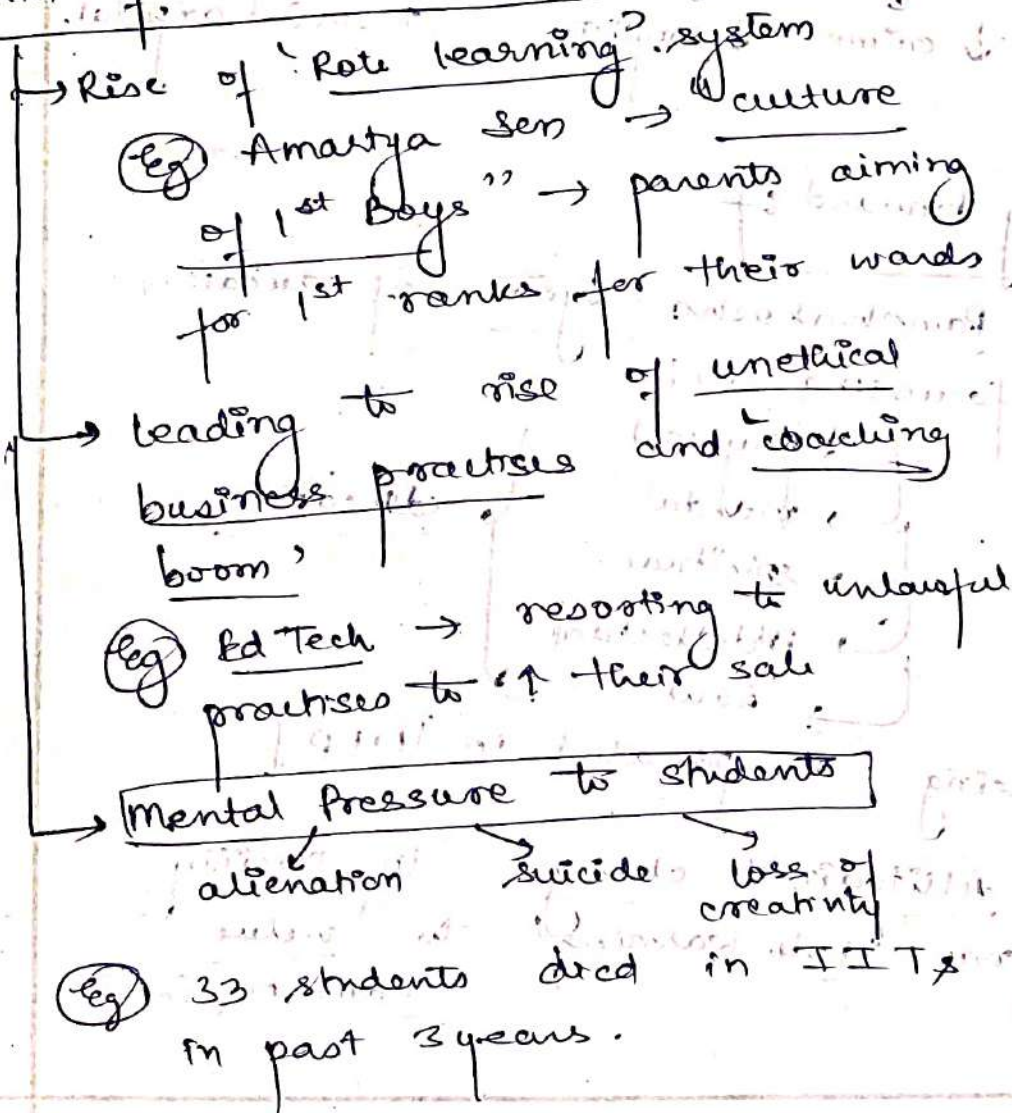 → Rise of 'Rote learning' system
Eg Amartya Sen → "culture
of 1st Boys" → parents aiming
for 1st ranks for their wards
→ leading to rise of unethical
business practises and 'coaching
boom'
Eg Ed Tech → resorting to unlawful
practises to ↑ their sale
→ Mental Pressure to students
alienation suicide loss of
creativity
Eg 33 students died in IITs
in past 3 years.